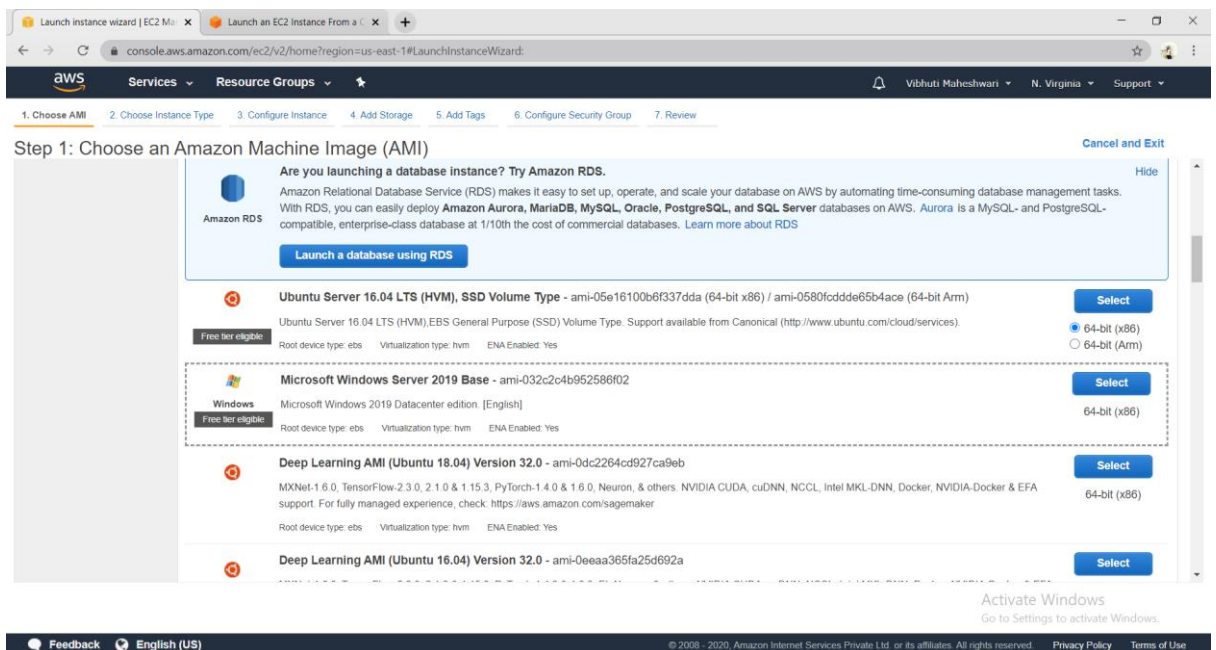 Launch instance wizard | EC2 Ma
Launch an EC2 Instance From a C
console.aws.amazon.com/ec2/v2/home?region=us-east-1#LaunchInstanceWizard:
aws Services Resource Groups Vibhuti Maheshwari N. Virginia Support
1. Choose AMI 2. Choose Instance Type 3. Configure Instance 4. Add Storage 5. Add Tags 6. Configure Security Group 7. Review
Step 1: Choose an Amazon Machine Image (AMI)
Cancel and Exit
Are you launching a database instance? Try Amazon RDS.
Hide
Amazon RDS
Amazon Relational Database Service (RDS) makes it easy to set up, operate, and scale your database on AWS by automating time-consuming database management tasks.
With RDS, you can easily deploy Amazon Aurora, MariaDB, MySQL, Oracle, PostgreSQL, and SQL Server databases on AWS. Aurora is a MySQL- and PostgreSQL-
compatible, enterprise-class database at 1/10th the cost of commercial databases. Learn more about RDS
Launch a database using RDS
Ubuntu Server 16.04 LTS (HVM), SSD Volume Type - ami-05e16100b6f337dda (64-bit x86) / ami-0580fcddde65b4ace (64-bit Arm)
Select
Free tier eligible
Ubuntu Server 16.04 LTS (HVM),EBS General Purpose (SSD) Volume Type. Support available from Canonical (http://www.ubuntu.com/cloud/services).
64-bit (x86)
Root device type: ebs Virtualization type: hvm ENA Enabled: Yes
64-bit (Arm)
Microsoft Windows Server 2019 Base - ami-032c2c4b952586f02
Select
Windows
Free tier eligible
Microsoft Windows 2019 Datacenter edition. [English]
64-bit (x86)
Root device type: ebs Virtualization type: hvm ENA Enabled: Yes
Deep Learning AMI (Ubuntu 18.04) Version 32.0 - ami-0dc2264cd927ca9eb
Select
MXNet-1.6.0, TensorFlow-2.3.0, 2.1.0 & 1.15.3, PyTorch-1.4.0 & 1.6.0, Neuron, & others. NVIDIA CUDA, cuDNN, NCCL, Intel MKL-DNN, Docker, NVIDIA-Docker & EFA
support. For fully managed experience, check: https://aws.amazon.com/sagemaker
64-bit (x86)
Root device type: ebs Virtualization type: hvm ENA Enabled: Yes
Deep Learning AMI (Ubuntu 16.04) Version 32.0 - ami-0eeaa365fa25d692a
Select
Activate Windows
Go to Settings to activate Windows.
Feedback English (US) © 2008 - 2020, Amazon Internet Services Private Ltd. or its affiliates. All rights reserved. Privacy Policy Terms of Use